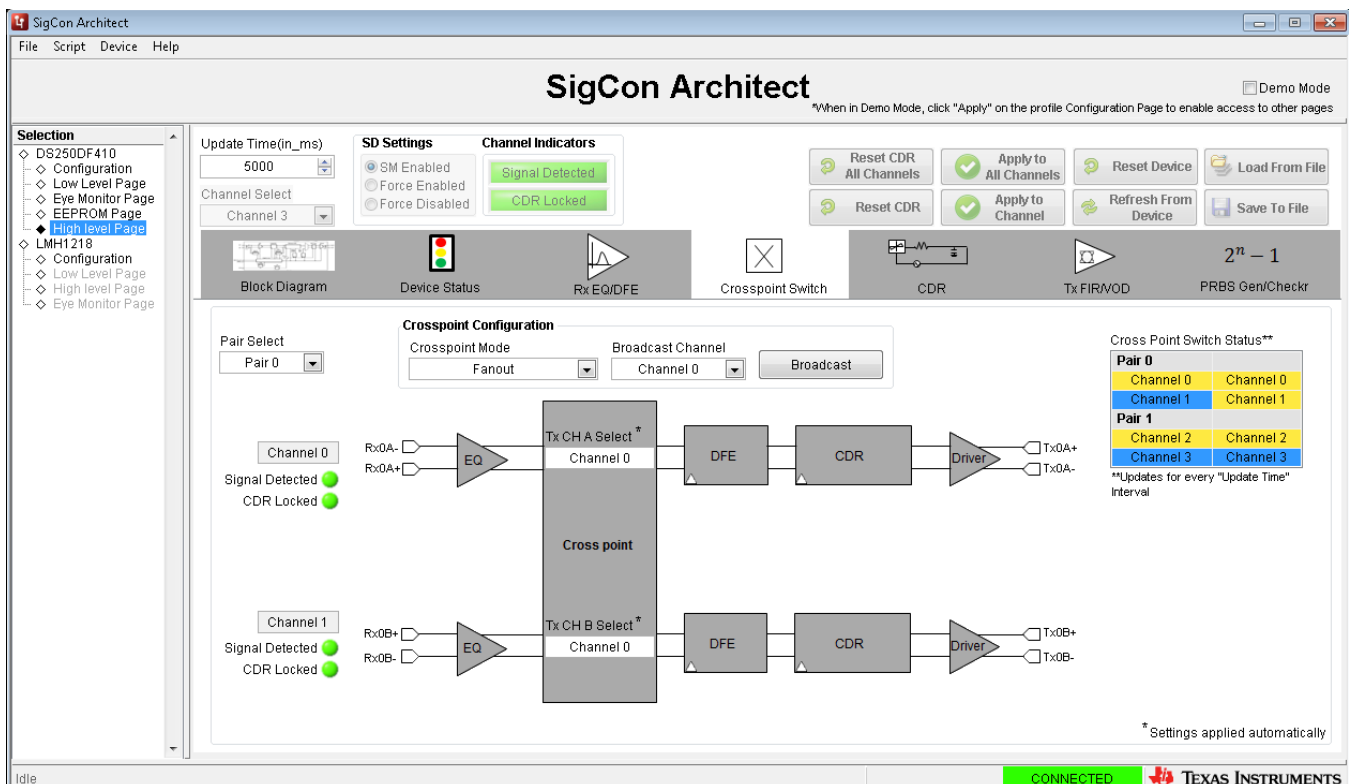 SigCon Architect
File Script Device Help
SigCon Architect
Demo Mode
*When in Demo Mode, click "Apply" on the profile Configuration Page to enable access to other pages
Selection
DS250DF410
Configuration
Low Level Page
Eye Monitor Page
EEPROM Page
High level Page
LMH1218
Configuration
Low Level Page
High level Page
Eye Monitor Page
Update Time(in_ms)
5000
Channel Select
Channel 3
SD Settings
SM Enabled
Force Enabled
Force Disabled
Channel Indicators
Signal Detected
CDR Locked
Reset CDR
All Channels
Apply to
All Channels
Reset Device
Load From File
Reset CDR
Apply to
Channel
Refresh From
Device
Save To File
Block Diagram
Device Status
Rx EQ/DFE
Crosspoint Switch
CDR
Tx FIR/VOD
2ⁿ − 1
PRBS Gen/Checkr
Pair Select
Pair 0
Crosspoint Configuration
Crosspoint Mode
Fanout
Broadcast Channel
Channel 0
Broadcast
Cross Point Switch Status**
Pair 0
Channel 0 Channel 0
Channel 1 Channel 1
Pair 1
Channel 2 Channel 2
Channel 3 Channel 3
**Updates for every "Update Time"
Interval
Channel 0
Signal Detected
CDR Locked
Rx0A-
Rx0A+
EQ
Tx CH A Select *
Channel 0
DFE
CDR
Driver
Tx0A+
Tx0A-
Cross point
Channel 1
Signal Detected
CDR Locked
Rx0B+
Rx0B-
EQ
Tx CH B Select *
Channel 0
DFE
CDR
Driver
Tx0B+
Tx0B-
* Settings applied automatically
Idle
CONNECTED
TEXAS INSTRUMENTS